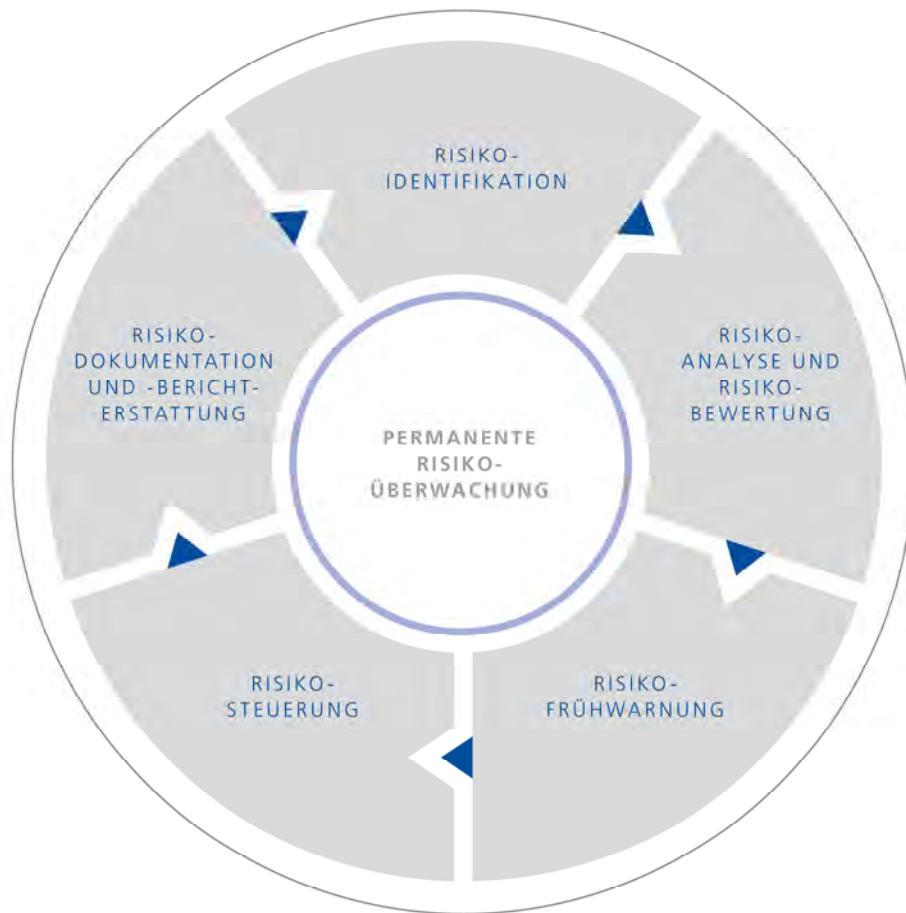 RISIKO-
IDENTIFIKATION
RISIKO-
ANALYSE UND
RISIKO-
BEWERTUNG
RISIKO-
FRÜHWARNUNG
RISIKO-
STEUERUNG
RISIKO-
DOKUMENTATION
UND -BERICHT-
ERSTATTUNG
PERMANENTE
RISIKO-
ÜBERWACHUNG